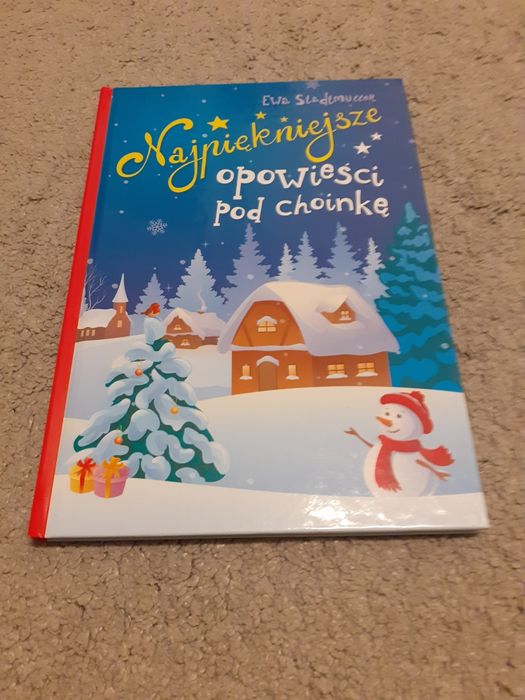 Ewa Stadtmüller
Najpiękniejsze
opowieści
pod choinkę